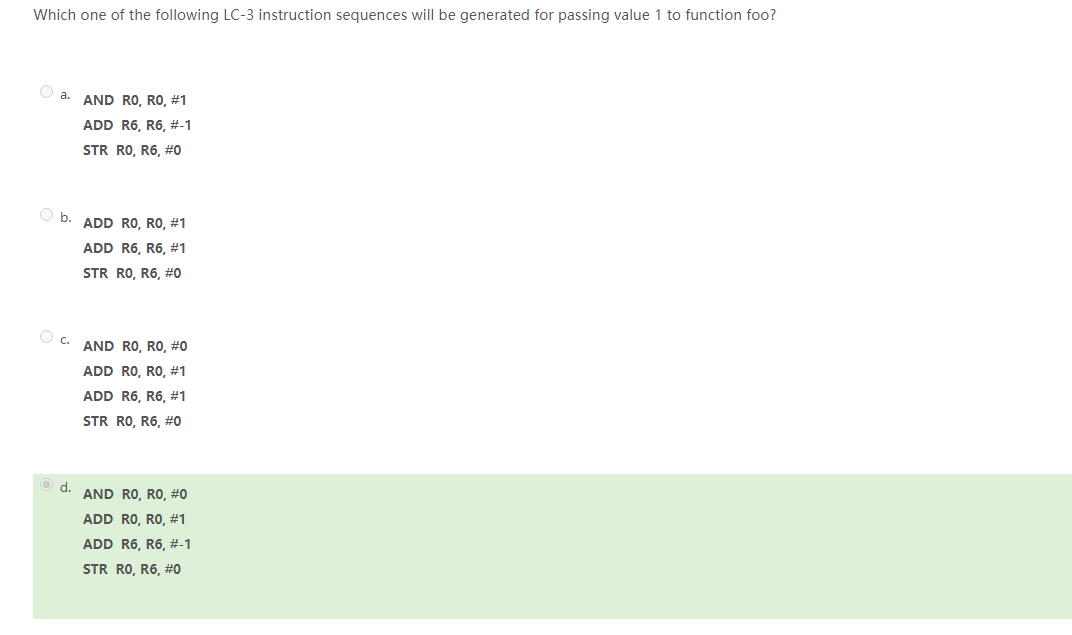 Which one of the following LC-3 instruction sequences will be generated for passing value 1 to function foo?
a.
AND R0, R0, #1
ADD R6, R6, #-1
STR R0, R6, #0
b.
ADD R0, R0, #1
ADD R6, R6, #1
STR R0, R6, #0
c.
AND R0, R0, #0
ADD R0, R0, #1
ADD R6, R6, #1
STR R0, R6, #0
d.
AND R0, R0, #0
ADD R0, R0, #1
ADD R6, R6, #-1
STR R0, R6, #0